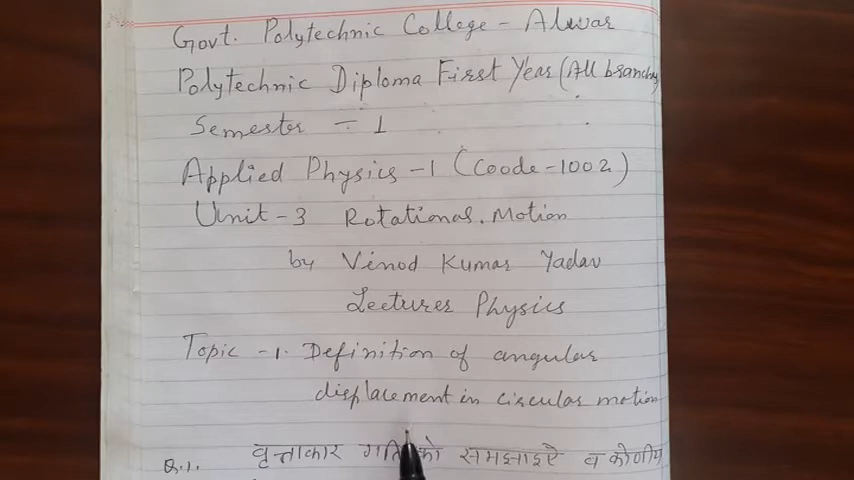 Govt. Polytechnic College - Alwar
Polytechnic Diploma First Year (All branchs
Semester - 1
Applied Physics -1 (Coode-1002)
Unit-3 Rotational. Motion
by Vinod Kumar Yadav
Lecturer Physics
Topic -1. Definition of angular
displacement in circular motion
Q.1. वृत्ताकार गति को समझाइऐ व कोणीय